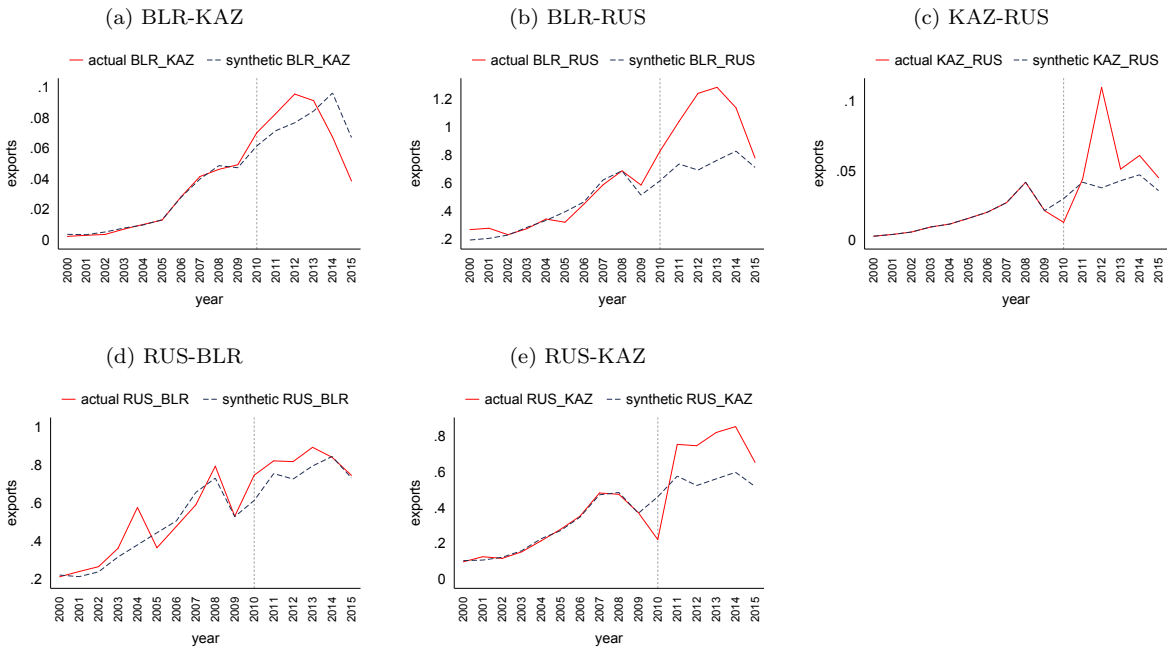 (a) BLR-KAZ
actual BLR_KAZ synthetic BLR_KAZ
.1
.08
.06
.04
.02
0
exports
2000 2001 2002 2003 2004 2005 2006 2007 2008 2009 2010 2011 2012 2013 2014 2015
year
(b) BLR-RUS
actual BLR_RUS synthetic BLR_RUS
1.2
1
.8
.6
.4
.2
exports
2000 2001 2002 2003 2004 2005 2006 2007 2008 2009 2010 2011 2012 2013 2014 2015
year
(c) KAZ-RUS
actual KAZ_RUS synthetic KAZ_RUS
.1
.05
0
exports
2000 2001 2002 2003 2004 2005 2006 2007 2008 2009 2010 2011 2012 2013 2014 2015
year
(d) RUS-BLR
actual RUS_BLR synthetic RUS_BLR
1
.8
.6
.4
.2
exports
2000 2001 2002 2003 2004 2005 2006 2007 2008 2009 2010 2011 2012 2013 2014 2015
year
(e) RUS-KAZ
actual RUS_KAZ synthetic RUS_KAZ
.8
.6
.4
.2
0
exports
2000 2001 2002 2003 2004 2005 2006 2007 2008 2009 2010 2011 2012 2013 2014 2015
year